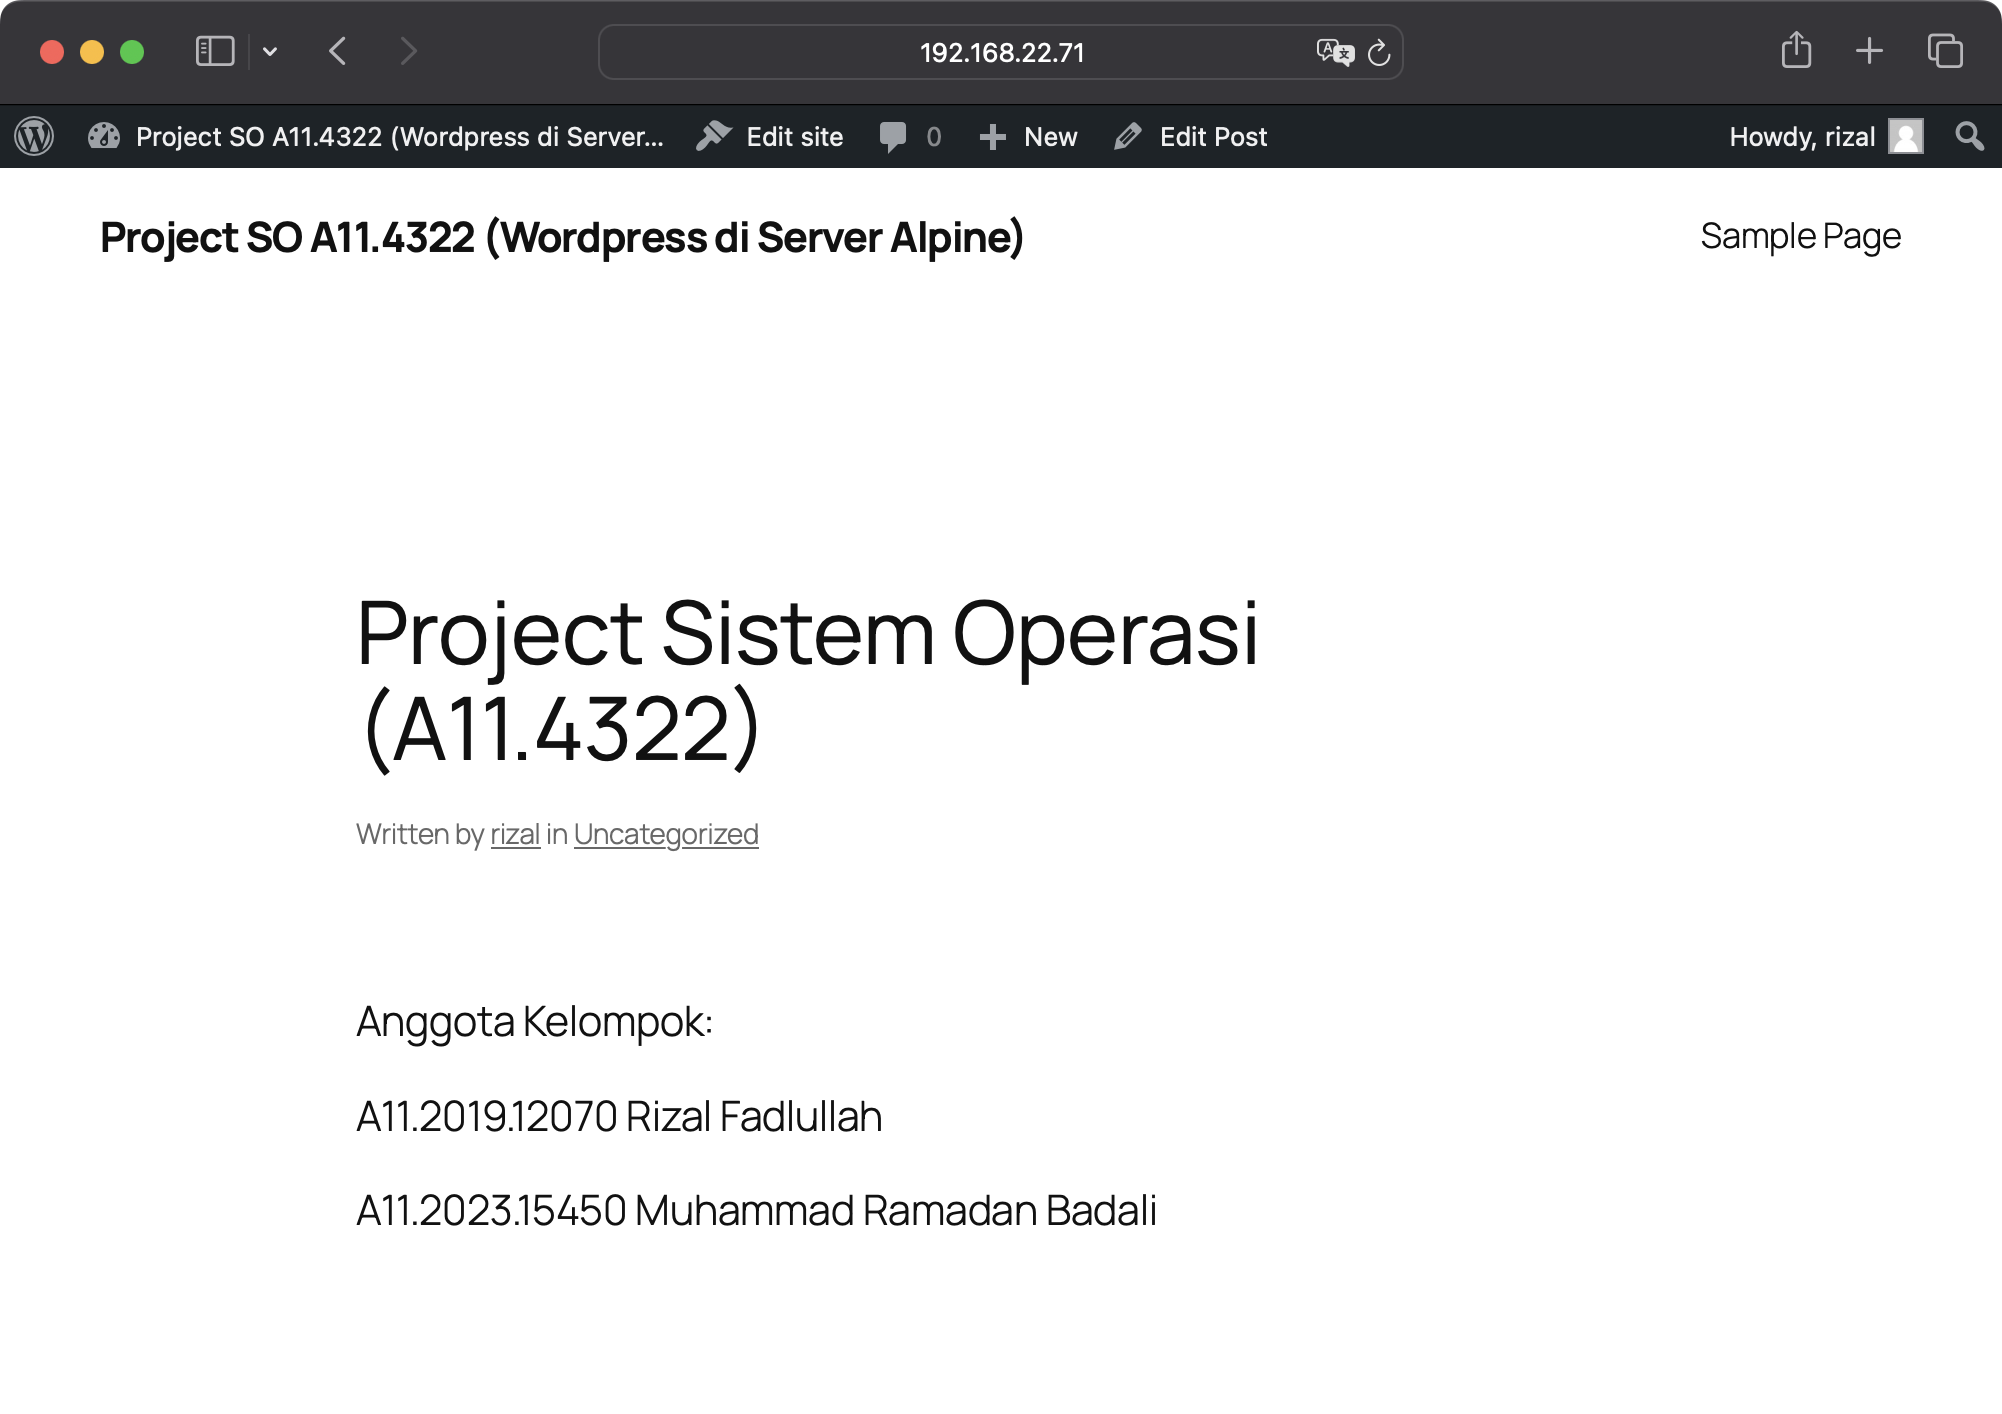 192.168.22.71
Project SO A11.4322 (Wordpress di Server... Edit site 0 New Edit Post Howdy, rizal
Project SO A11.4322 (Wordpress di Server Alpine) Sample Page
Project Sistem Operasi
(A11.4322)
Written by rizal in Uncategorized
Anggota Kelompok:
A11.2019.12070 Rizal Fadlullah
A11.2023.15450 Muhammad Ramadan Badali